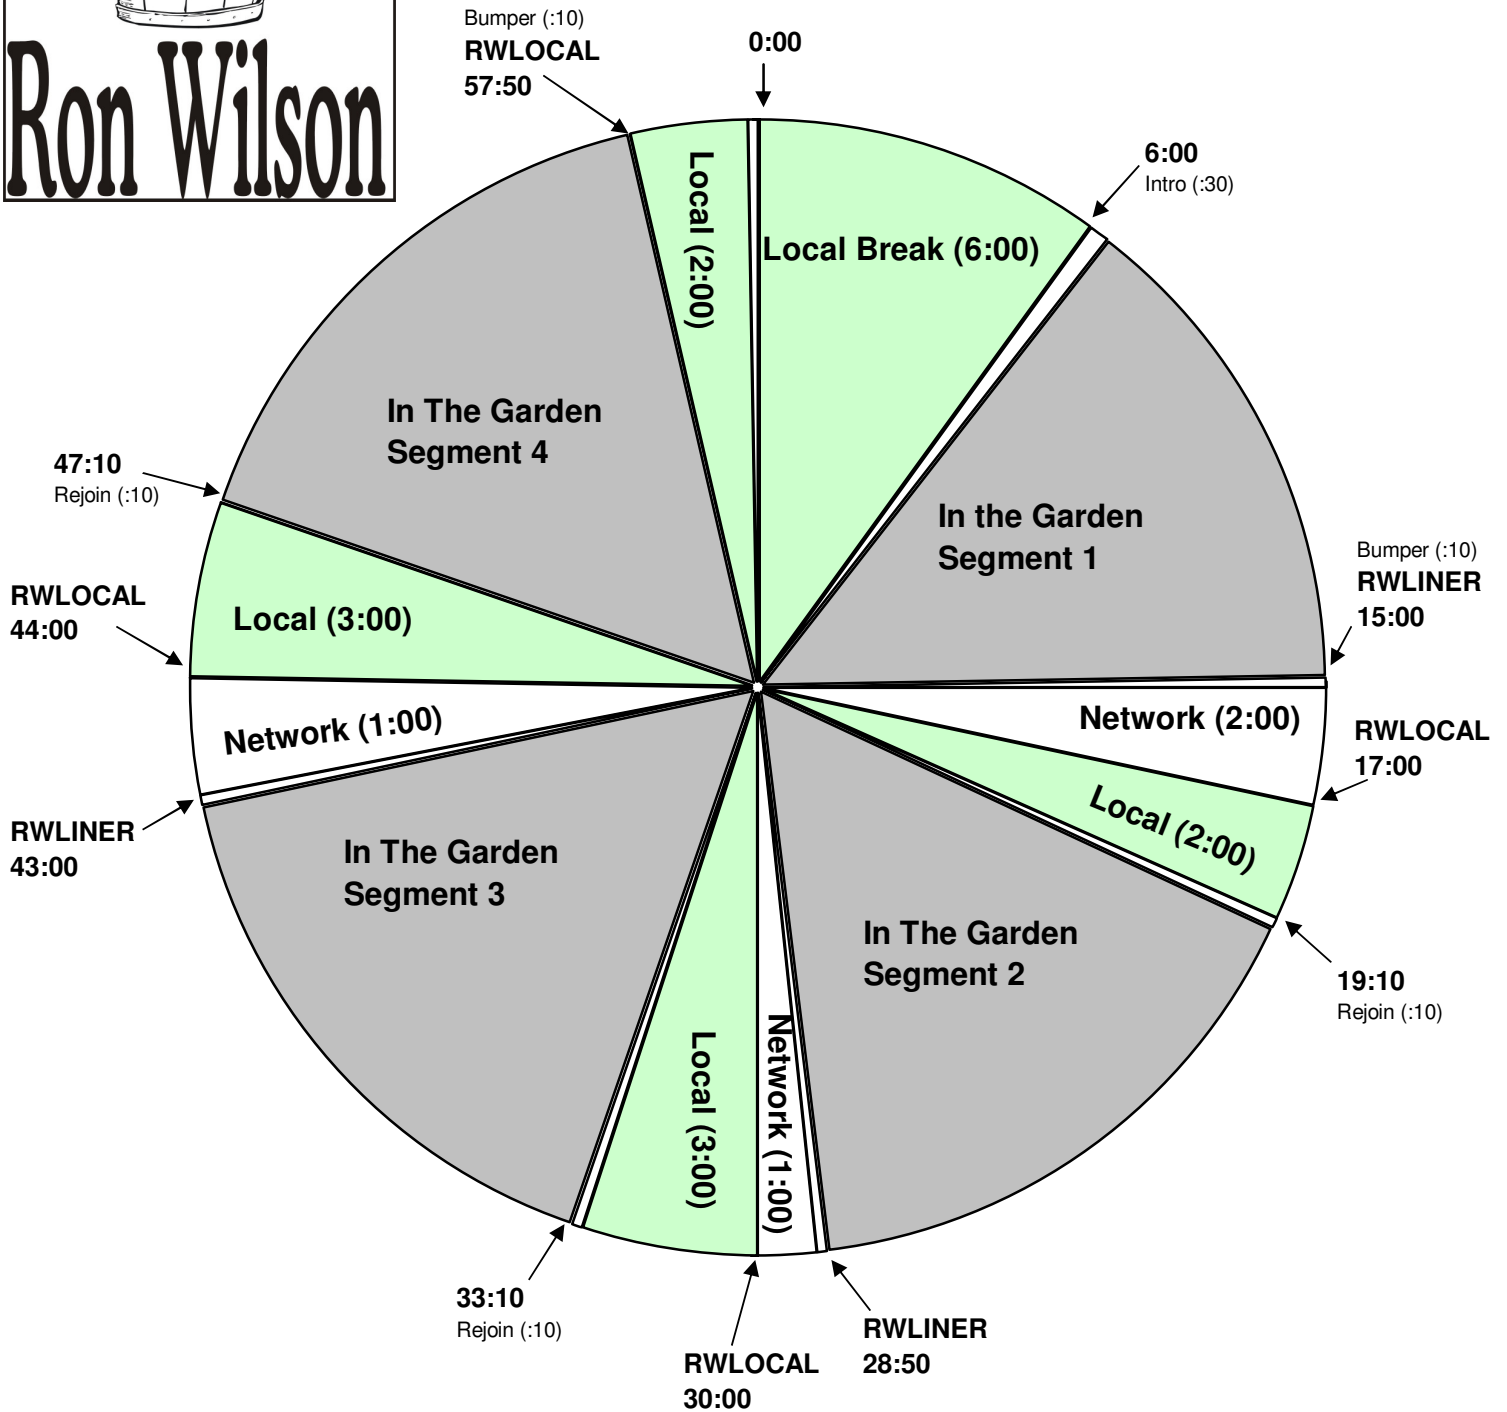 Ron Wilson
Bumper (:10)
RWLOCAL
57:50
0:00
6:00
Intro (:30)
Local (2:00)
Local Break (6:00)
In The Garden
Segment 4
47:10
Rejoin (:10)
In the Garden
Segment 1
Bumper (:10)
RWLINER
15:00
RWLOCAL
44:00
Local (3:00)
Network (1:00)
Network (2:00)
RWLOCAL
17:00
Local (2:00)
RWLINER
43:00
In The Garden
Segment 3
In The Garden
Segment 2
19:10
Rejoin (:10)
Local (3:00)
Network (1:00)
33:10
Rejoin (:10)
RWLOCAL
30:00
RWLINER
28:50